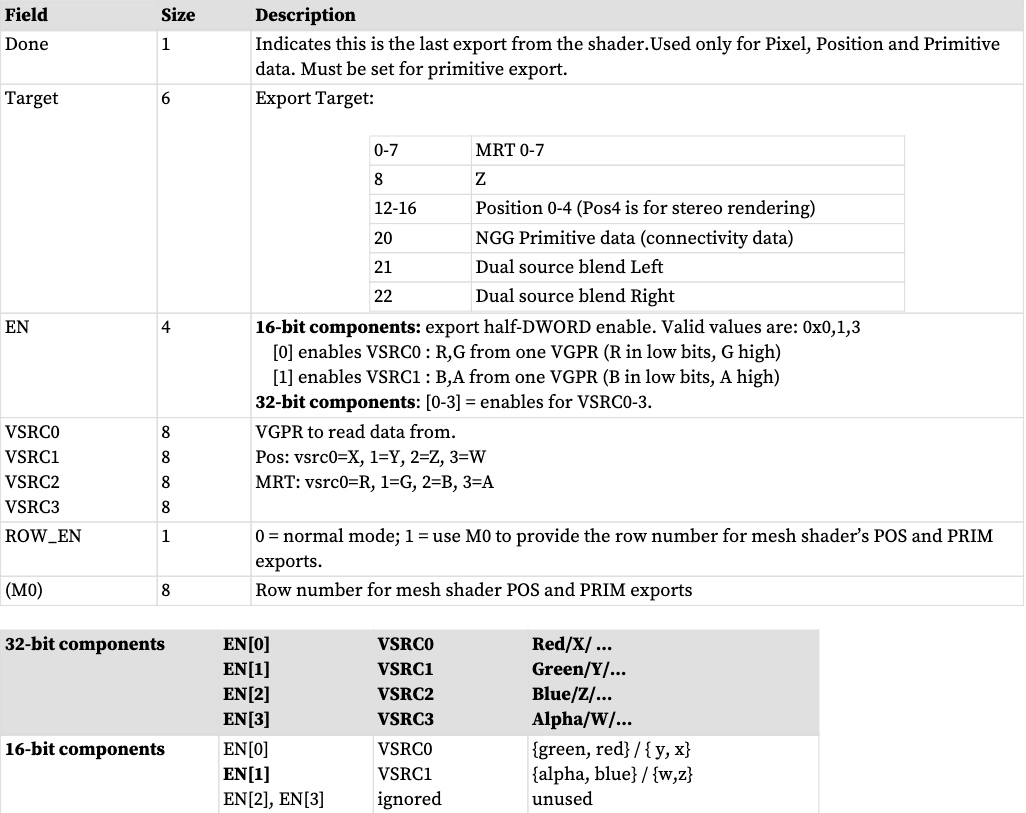 Field Size Description
Done 1 Indicates this is the last export from the shader.Used only for Pixel, Position and Primitive
data. Must be set for primitive export.
Target 6 Export Target:
0-7 MRT 0-7
8 Z
12-16 Position 0-4 (Pos4 is for stereo rendering)
20 NGG Primitive data (connectivity data)
21 Dual source blend Left
22 Dual source blend Right
EN 4 16-bit components: export half-DWORD enable. Valid values are: 0x0,1,3
[0] enables VSRC0 : R,G from one VGPR (R in low bits, G high)
[1] enables VSRC1 : B,A from one VGPR (B in low bits, A high)
32-bit components: [0-3] = enables for VSRC0-3.
VSRC0 8 VGPR to read data from.
VSRC1 8 Pos: vsrc0=X, 1=Y, 2=Z, 3=W
VSRC2 8 MRT: vsrc0=R, 1=G, 2=B, 3=A
VSRC3 8
ROW_EN 1 0 = normal mode; 1 = use M0 to provide the row number for mesh shader’s POS and PRIM
exports.
(M0) 8 Row number for mesh shader POS and PRIM exports
32-bit components EN[0] VSRC0 Red/X/ ...
EN[1] VSRC1 Green/Y/...
EN[2] VSRC2 Blue/Z/...
EN[3] VSRC3 Alpha/W/...
16-bit components EN[0] VSRC0 {green, red} / { y, x}
EN[1] VSRC1 {alpha, blue} / {w,z}
EN[2], EN[3] ignored unused